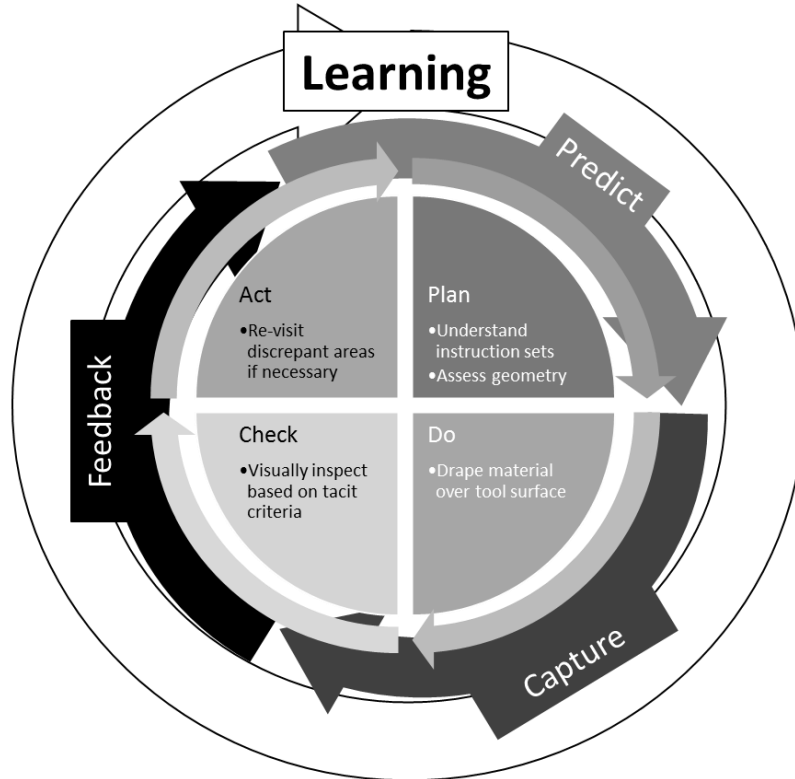 Learning
Predict
Act
•Re-visit
discrepant areas
if necessary
Plan
•Understand
instruction sets
•Assess geometry
Feedback
Check
•Visually inspect
based on tacit
criteria
Do
•Drape material
over tool surface
Capture